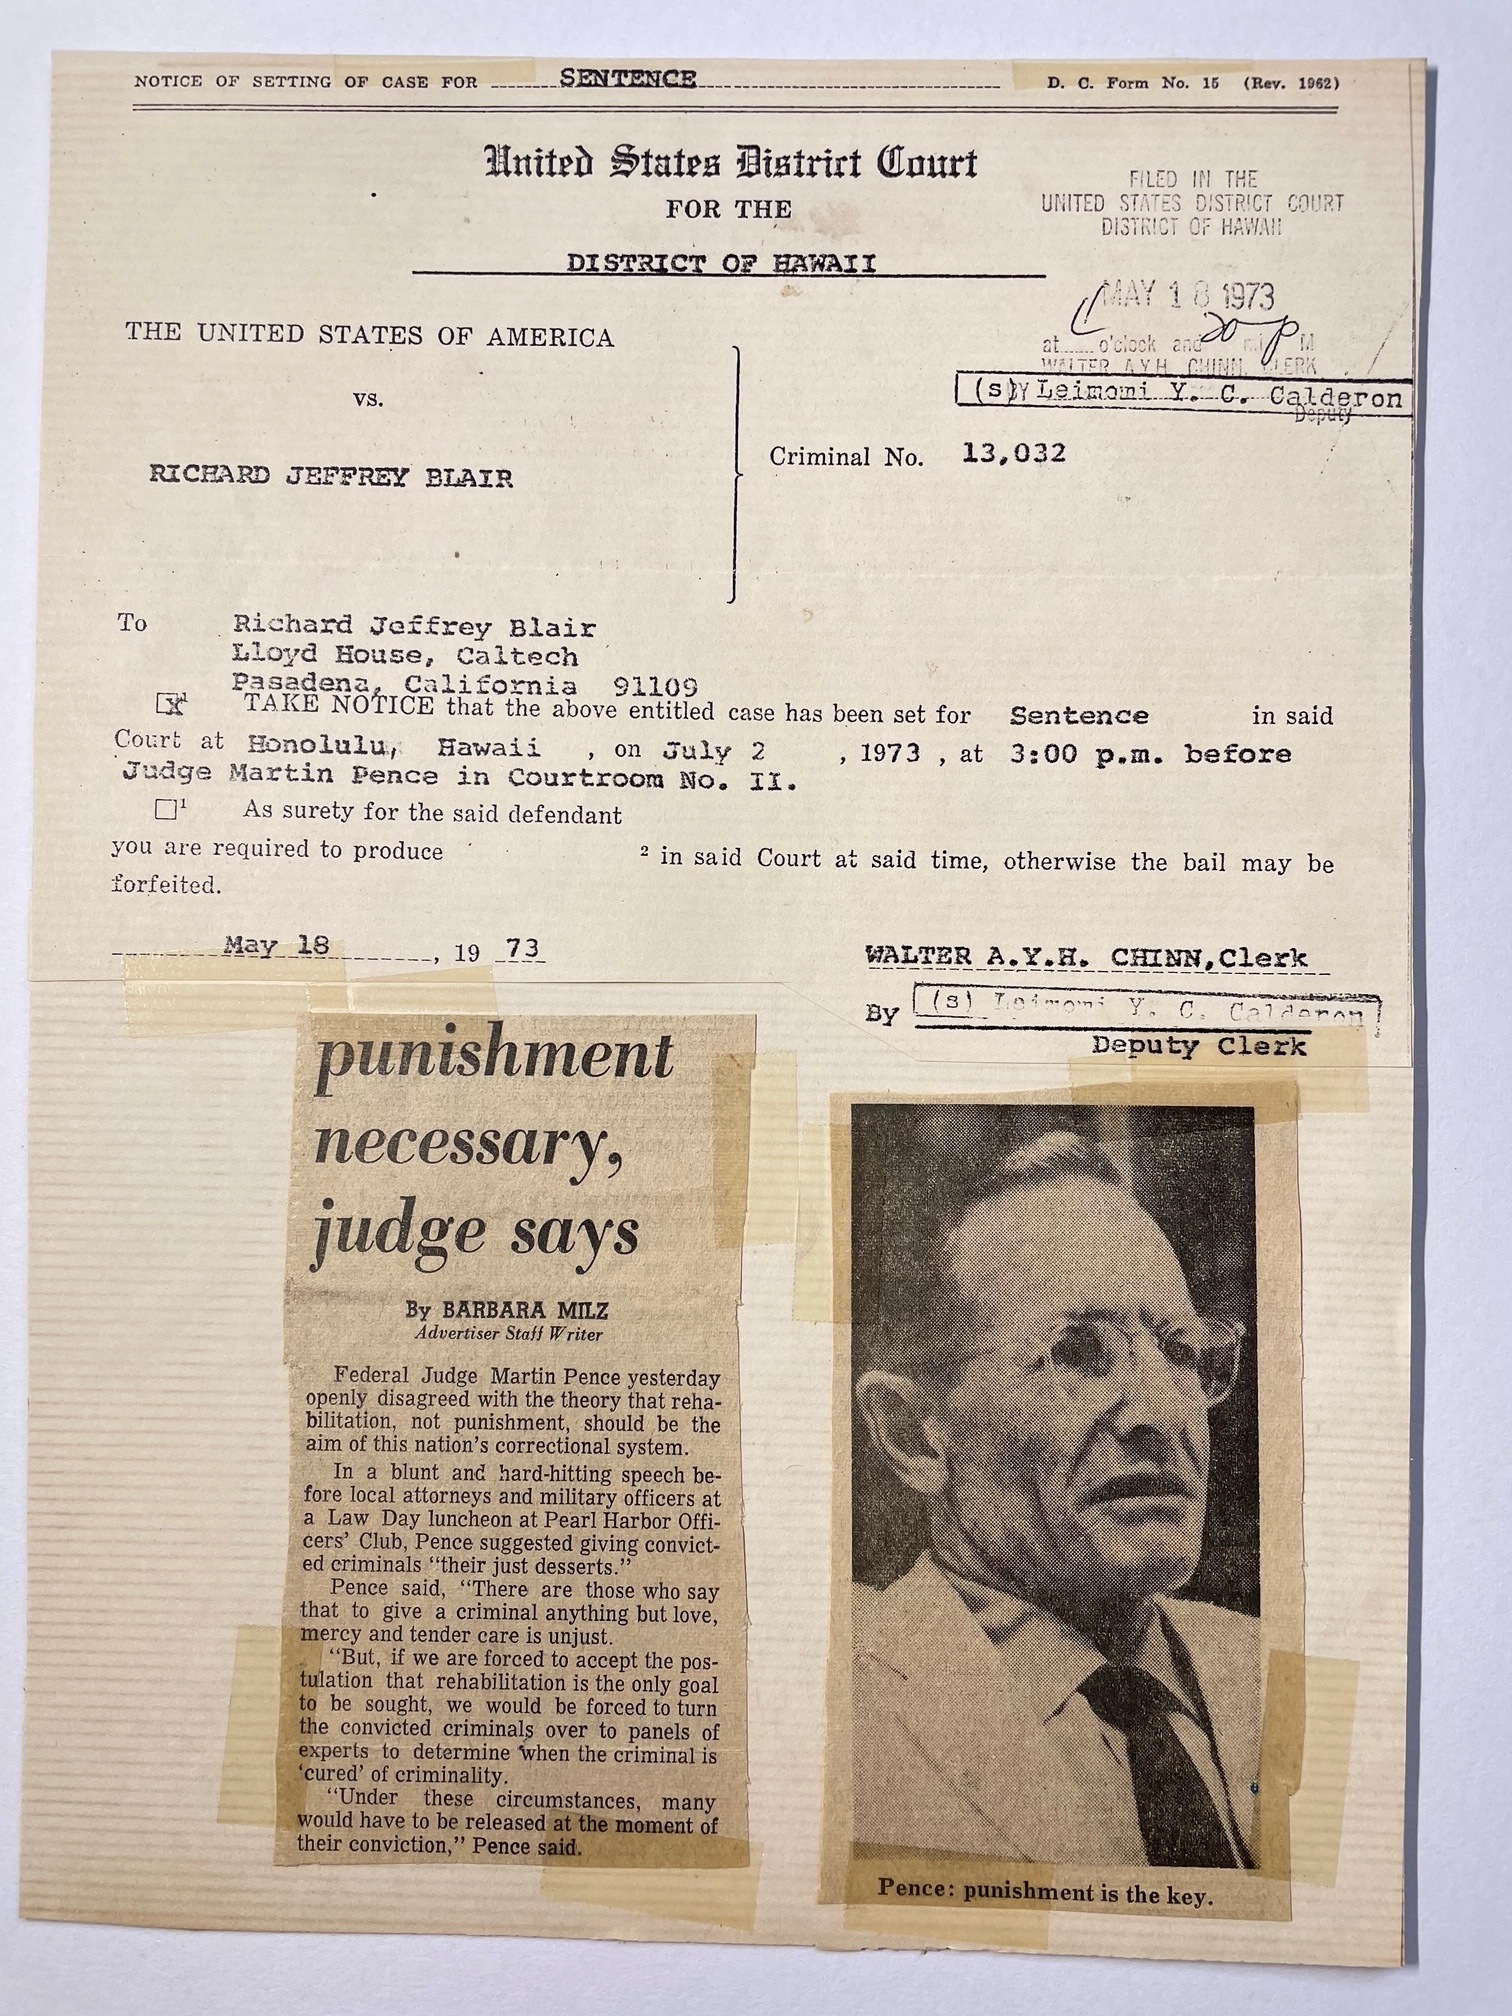 NOTICE OF SETTING OF CASE FOR SENTENCE D. C. Form No. 15 (Rev. 1962)
United States District Court
FOR THE
DISTRICT OF HAWAII
FILED IN THE
UNITED STATES DISTRICT COURT
DISTRICT OF HAWAII
MAY 18 1973
at o'clock and 20 P M
WALTER A.Y.H. CHINN, CLERK
(s) BY Leimomi Y. C. Calderon
Deputy
THE UNITED STATES OF AMERICA
vs.
RICHARD JEFFREY BLAIR
Criminal No. 13,032
To Richard Jeffrey Blair
Lloyd House, Caltech
Pasadena, California 91109
x¹ TAKE NOTICE that the above entitled case has been set for Sentence in said
Court at Honolulu, Hawaii , on July 2 , 1973 , at 3:00 p.m. before
Judge Martin Pence in Courtroom No. II.
¹ As surety for the said defendant
you are required to produce ² in said Court at said time, otherwise the bail may be
forfeited.
May 18, 19 73
WALTER A.Y.H. CHINN,Clerk
By (s) Leimomi Y. C. Calderon
Deputy Clerk
punishment
necessary,
judge says
By BARBARA MILZ
Advertiser Staff Writer
Federal Judge Martin Pence yesterday
openly disagreed with the theory that reha-
bilitation, not punishment, should be the
aim of this nation's correctional system.
In a blunt and hard-hitting speech be-
fore local attorneys and military officers at
a Law Day luncheon at Pearl Harbor Offi-
cers' Club, Pence suggested giving convict-
ed criminals "their just desserts."
Pence said, "There are those who say
that to give a criminal anything but love,
mercy and tender care is unjust.
"But, if we are forced to accept the pos-
tulation that rehabilitation is the only goal
to be sought, we would be forced to turn
the convicted criminals over to panels of
experts to determine when the criminal is
'cured' of criminality.
"Under these circumstances, many
would have to be released at the moment of
their conviction," Pence said.
Pence: punishment is the key.